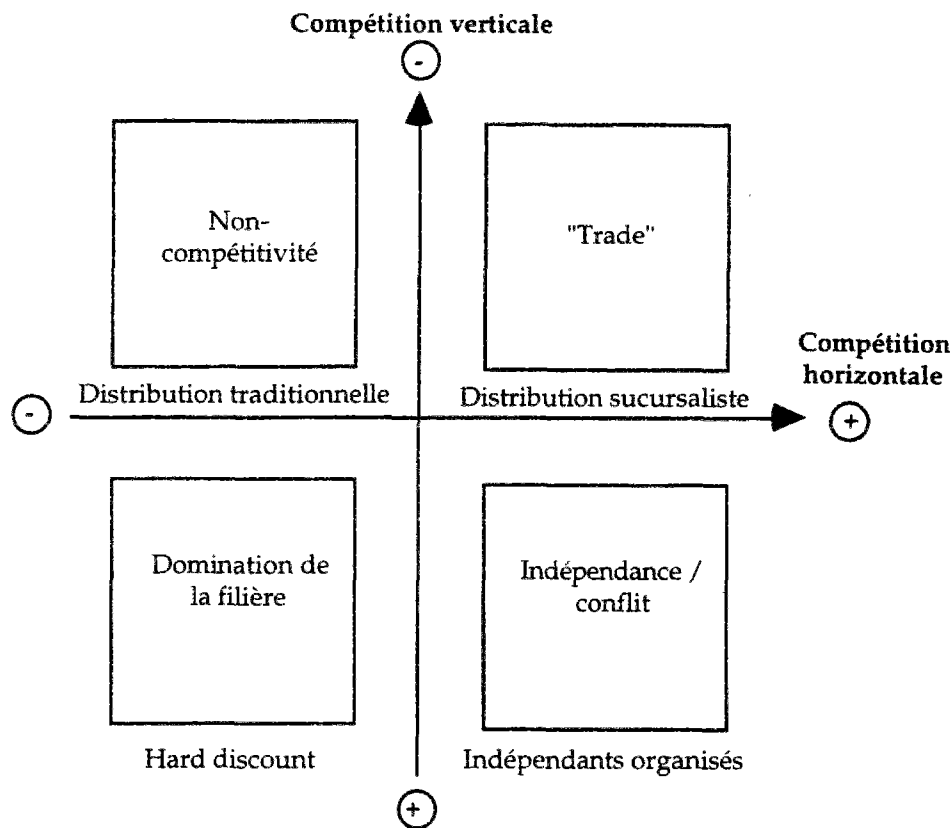 Compétition verticale
-
Non-
compétitivité
"Trade"
Compétition
horizontale
Distribution traditionnelle
Distribution sucursaliste
-
+
Domination de
la filière
Indépendance /
conflit
Hard discount
Indépendants organisés
+